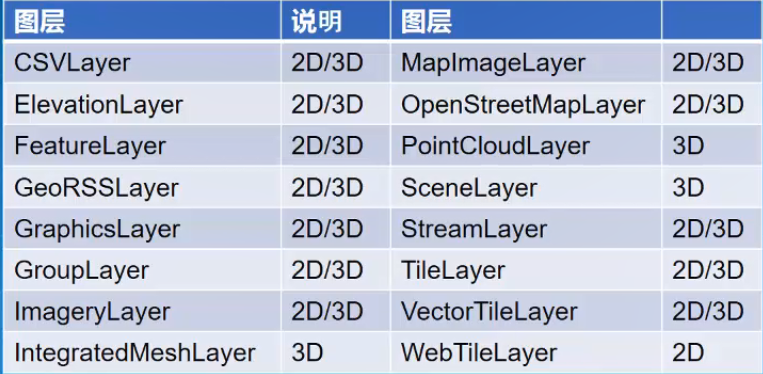 图层 说明 图层
CSVLayer 2D/3D MapImageLayer 2D/3D
ElevationLayer 2D/3D OpenStreetMapLayer 2D/3D
FeatureLayer 2D/3D PointCloudLayer 3D
GeoRSSLayer 2D/3D SceneLayer 3D
GraphicsLayer 2D/3D StreamLayer 2D/3D
GroupLayer 2D/3D TileLayer 2D/3D
ImageryLayer 2D/3D VectorTileLayer 2D/3D
IntegratedMeshLayer 3D WebTileLayer 2D